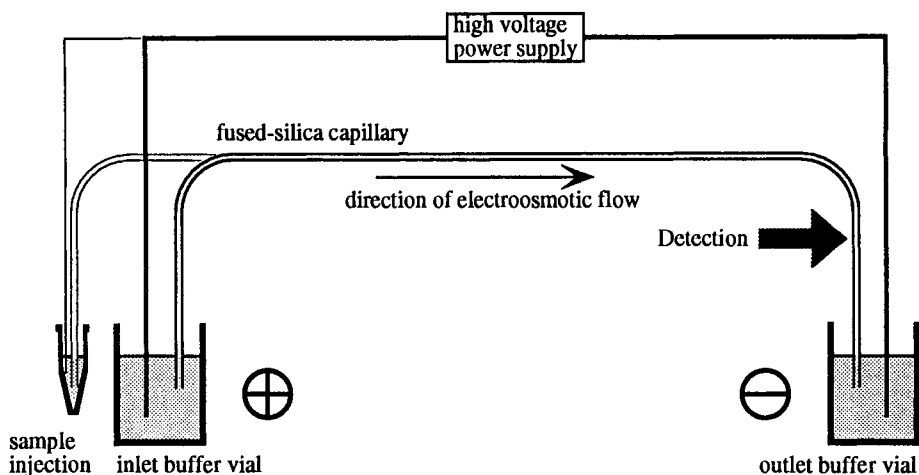 high voltage
power supply
fused-silica capillary
direction of electroosmotic flow
Detection
+
−
sample
injection
inlet buffer vial
outlet buffer vial